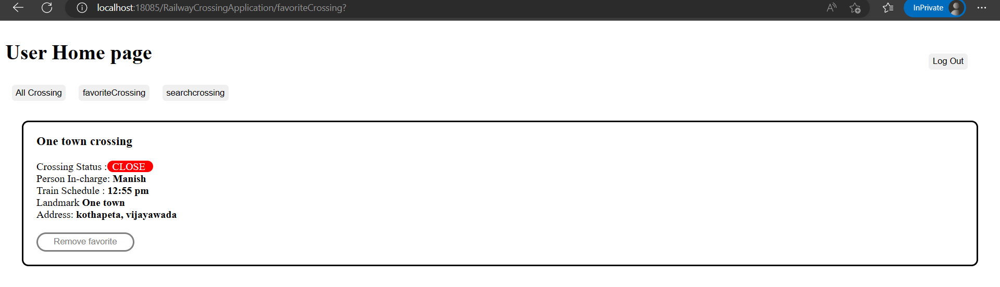 localhost:18085/RailwayCrossingApplication/favoriteCrossing?
InPrivate
User Home page
Log Out
All Crossing favoriteCrossing searchcrossing
One town crossing
Crossing Status : CLOSE
Person In-charge: Manish
Train Schedule : 12:55 pm
Landmark One town
Address: kothapeta, vijayawada
Remove favorite